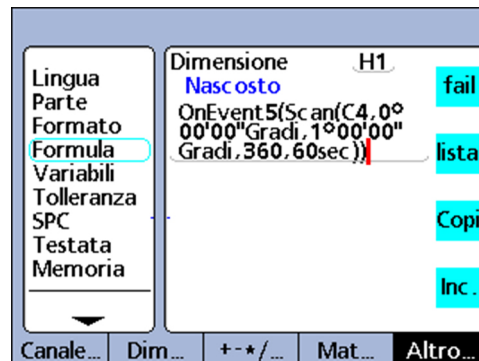 Lingua
Parte
Formato
Formula
Variabili
Tolleranza
SPC
Testata
Memoria
Dimensione H1
Nascosto
OnEvent5(Scan(C4,0°
00'00"Gradi,1°00'00"
Gradi,360,60sec))
fail
lista
Copi
Inc.
Canale... Dim... +-*/... Mat... Altro...